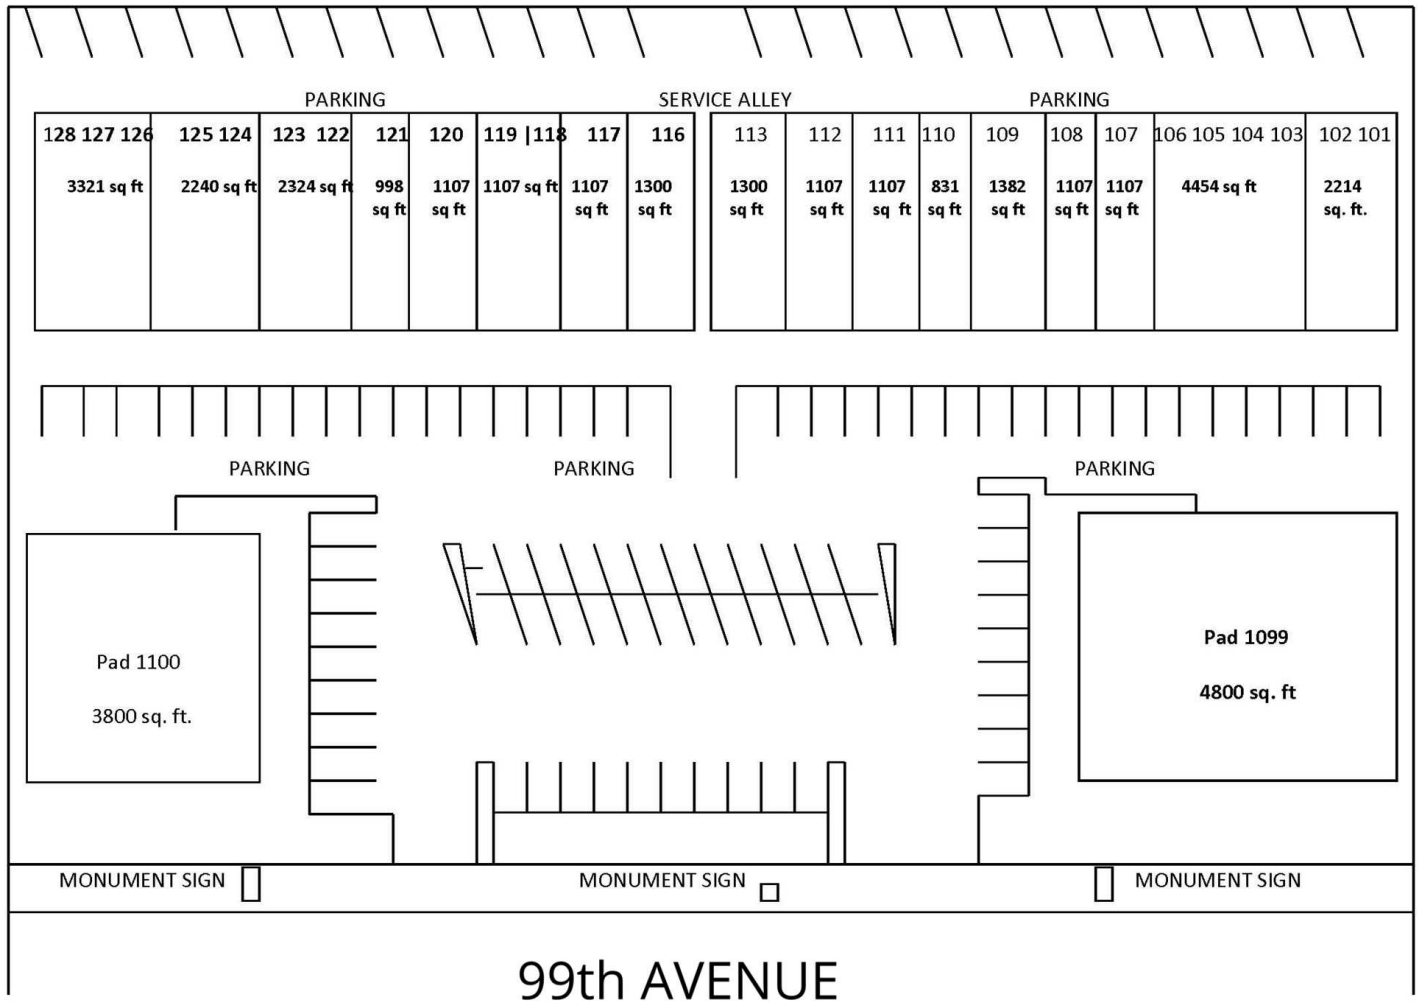 PARKING SERVICE ALLEY PARKING
128 127 126 125 124 123 122 121 120 119 |118 117 116 113 112 111 110 109 108 107 106 105 104 103 102 101
3321 sq ft 2240 sq ft 2324 sq ft 998 1107 1107 sq ft 1107 1300 1300 1107 1107 831 1382 1107 1107 4454 sq ft 2214
sq ft sq ft sq ft sq ft sq ft sq ft sq ft sq ft sq ft sq ft sq ft sq. ft.
PARKING PARKING PARKING
Pad 1099
Pad 1100
4800 sq. ft
3800 sq. ft.
MONUMENT SIGN MONUMENT SIGN MONUMENT SIGN
99th AVENUE